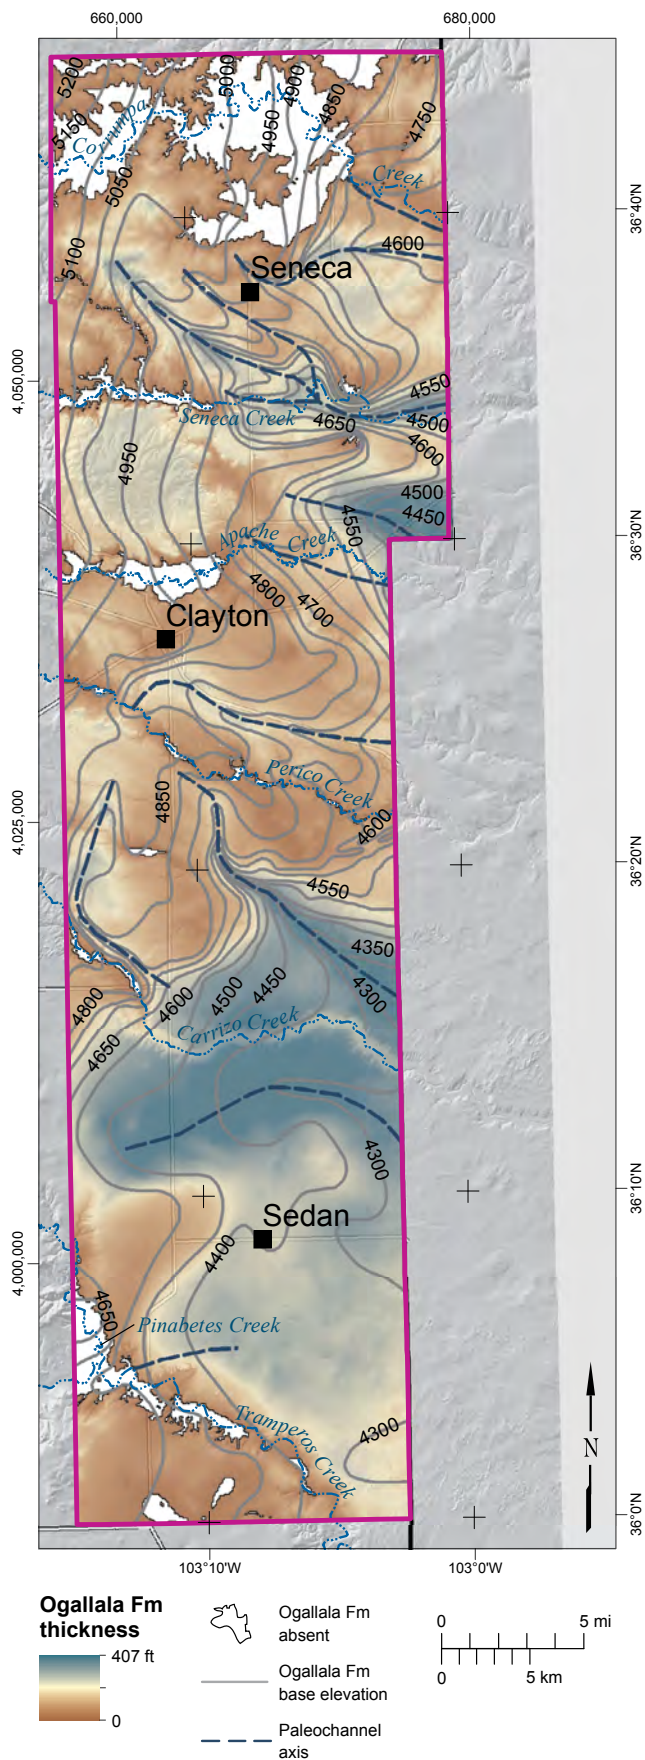 660,000
680,000
5200
5000
4900
4850
5150
4950
4750
Corrumpa
Creek
5050
36°40'N
5100
4600
Seneca
4,050,000
4550
Seneca Creek
4650
4500
4600
4950
4500
4450
4550
36°30'N
Apache Creek
4800
4700
Clayton
Perico Creek
4850
4,025,000
4600
36°20'N
4550
4350
4300
4450
4500
4600
4800
Carrizo Creek
4650
4300
36°10'N
Sedan
4400
4,000,000
4650
Pinabetes Creek
Tramperos Creek
4300
N
36°0'N
103°10'W
103°0'W
Ogallala Fm
thickness
407 ft
0
Ogallala Fm
absent
Ogallala Fm
base elevation
Paleochannel
axis
0 5 mi
0 5 km